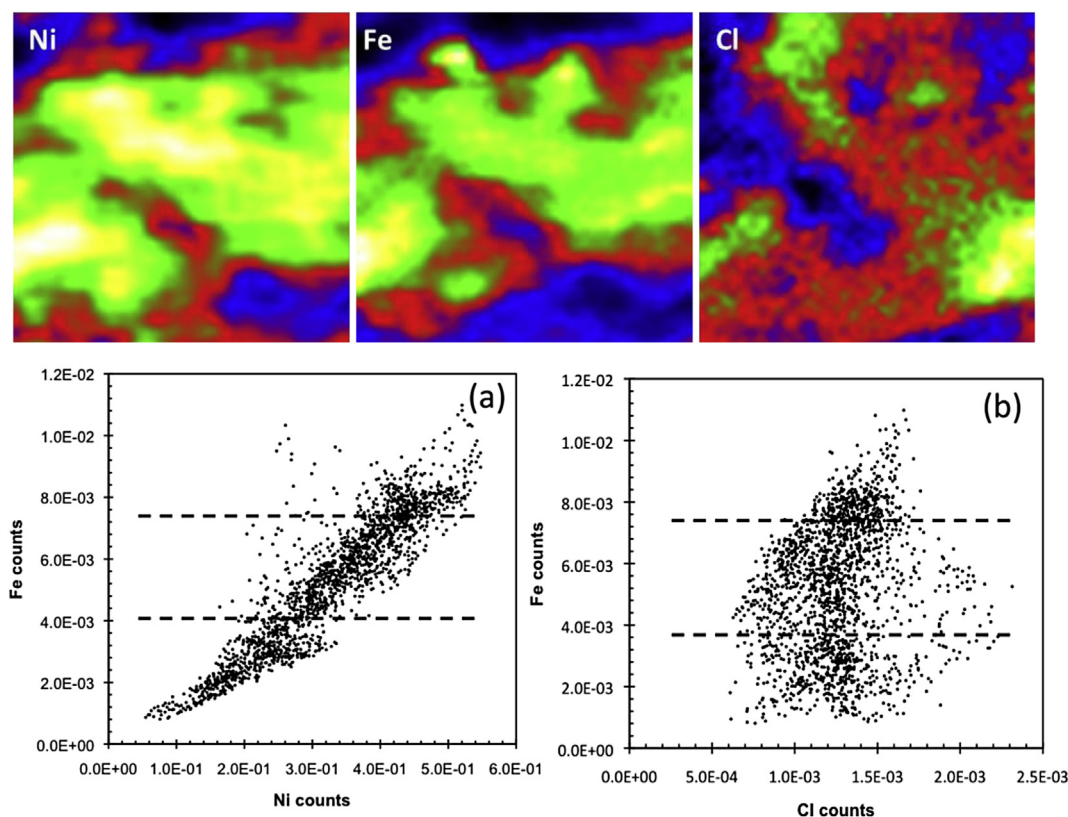 Ni Fe Cl
1.2E-02
1.0E-02
8.0E-03
6.0E-03
4.0E-03
2.0E-03
0.0E+00
Fe counts
(a)
0.0E+00 1.0E-01 2.0E-01 3.0E-01 4.0E-01 5.0E-01 6.0E-01
Ni counts
1.2E-02
1.0E-02
8.0E-03
6.0E-03
4.0E-03
2.0E-03
0.0E+00
Fe counts
(b)
0.0E+00 5.0E-04 1.0E-03 1.5E-03 2.0E-03 2.5E-03
Cl counts